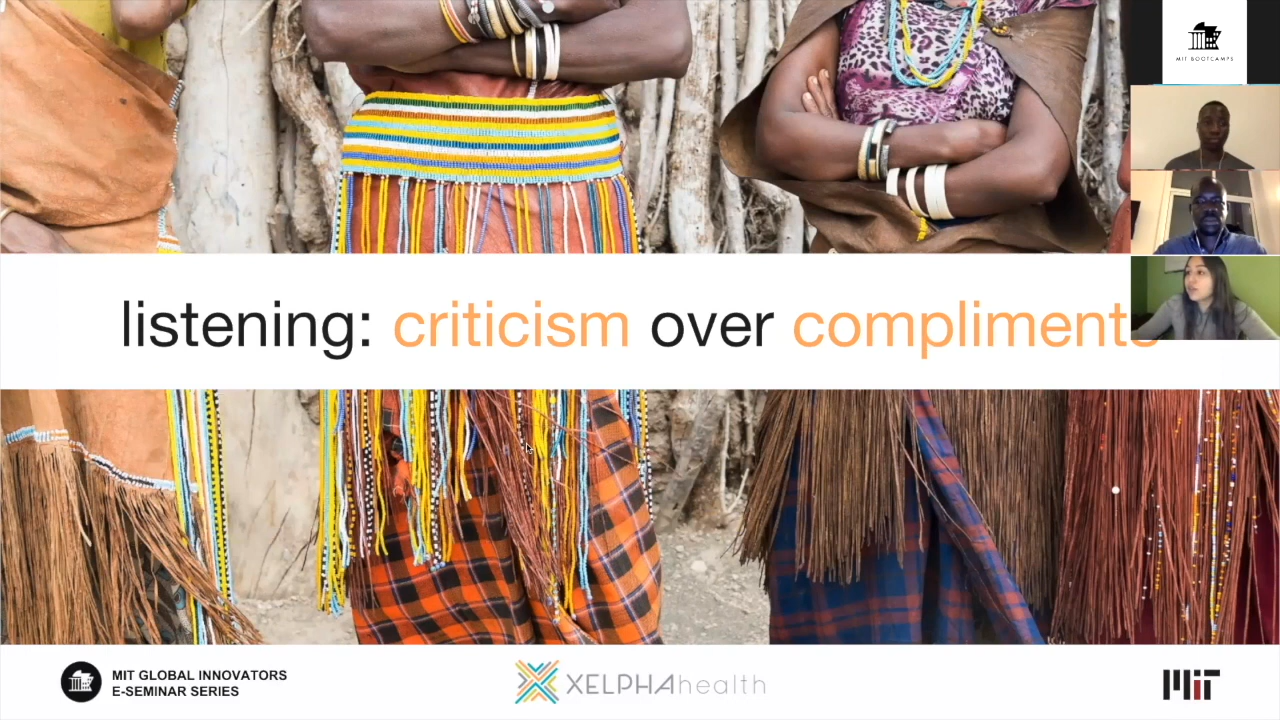 MIT BOOTCAMPS
listening: criticism over compliments
MIT GLOBAL INNOVATORS
E-SEMINAR SERIES
XELPHAhealth
MIT